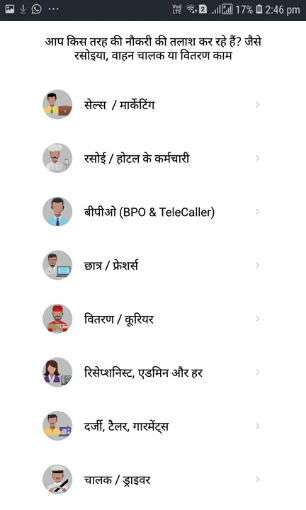 17% 2:46 pm
आप किस तरह की नौकरी की तलाश कर रहे हैं? जैसे
रसोइया, वाहन चालक या वितरण काम
सेल्स / मार्केटिंग
रसोई / होटल के कर्मचारी
बीपीओ (BPO & TeleCaller)
छात्र / फ्रेशर्स
वितरण / कूरियर
रिसेप्शनिस्ट, एडमिन और हर
दर्जी, टैलर, गारमेंट्स
चालक / ड्राइवर